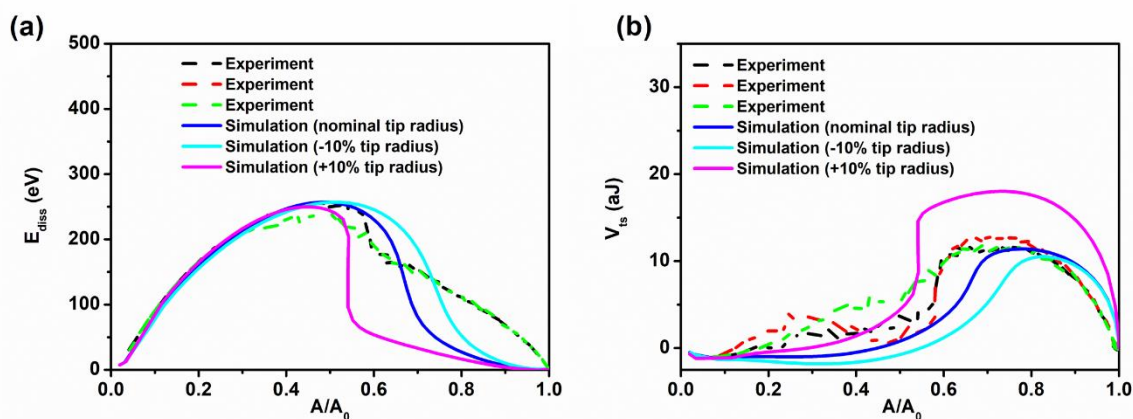 (a)
500
400
300
200
100
0
E_diss (eV)
Experiment
Experiment
Experiment
Simulation (nominal tip radius)
Simulation (-10% tip radius)
Simulation (+10% tip radius)
0.0 0.2 0.4 0.6 0.8 1.0
A/A_0
(b)
30
20
10
0
V_ts (aJ)
Experiment
Experiment
Experiment
Simulation (nominal tip radius)
Simulation (-10% tip radius)
Simulation (+10% tip radius)
0.0 0.2 0.4 0.6 0.8 1.0
A/A_0